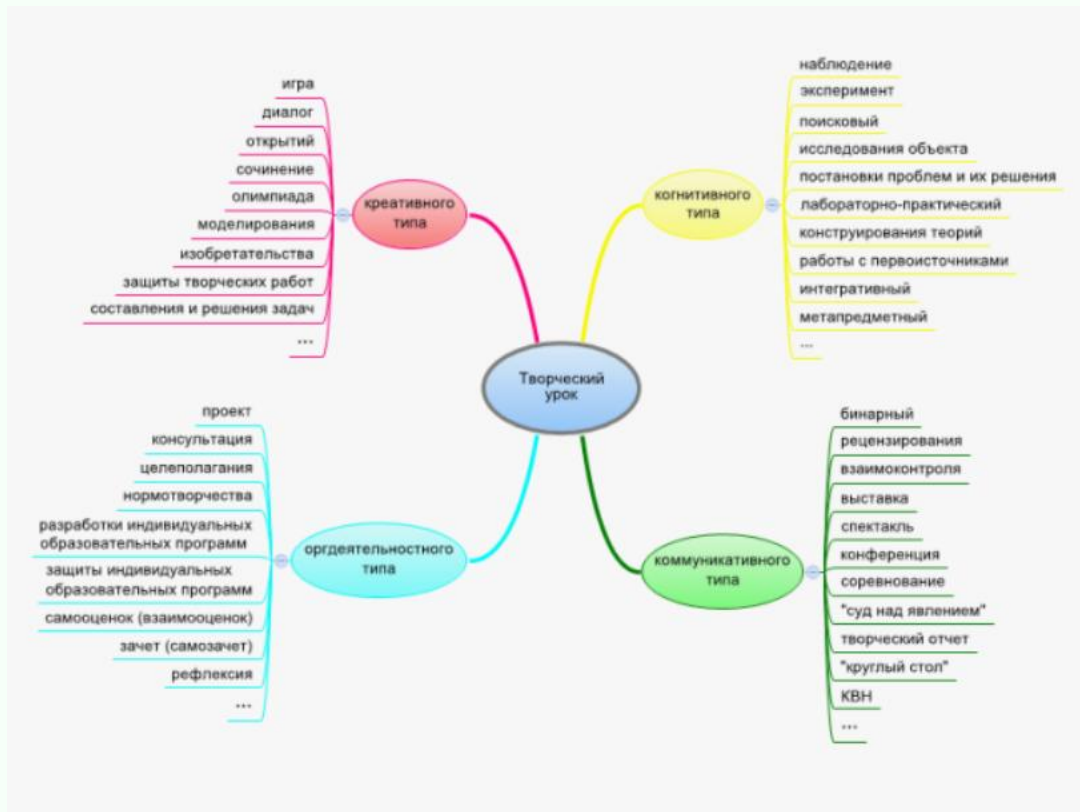 игра
диалог
открытий
сочинение
олимпиада
моделирования
изобретательства
защиты творческих работ
составления и решения задач
...
креативного
типа
наблюдение
эксперимент
поисковый
исследования объекта
постановки проблем и их решения
лабораторно-практический
конструирования теорий
работы с первоисточниками
интегративный
метапредметный
...
когнитивного
типа
Творческий
урок
проект
консультация
целеполагания
нормотворчества
разработки индивидуальных
образовательных программ
защиты индивидуальных
образовательных программ
самооценок (взаимооценок)
зачет (самозачет)
рефлексия
...
оргдеятельностного
типа
бинарный
рецензирования
взаимоконтроля
выставка
спектакль
конференция
соревнование
"суд над явлением"
творческий отчет
"круглый стол"
КВН
...
коммуникативного
типа